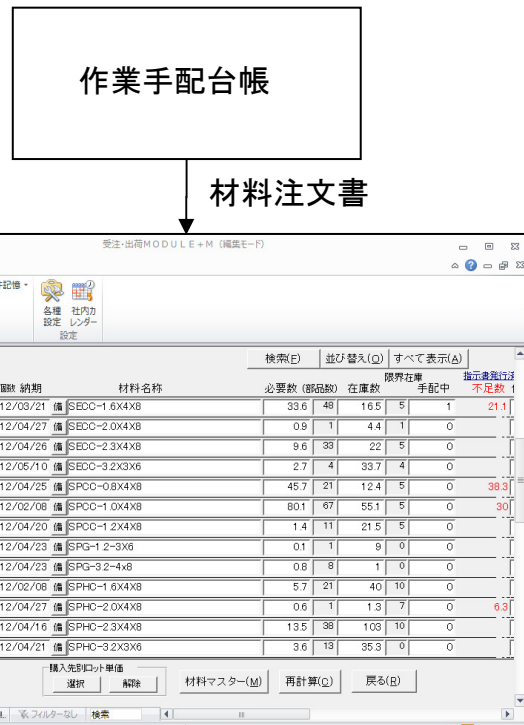 作業手配台帳
材料注文書
受注・出荷MODULE+M（編集モード）
各種設定
社内カレンダー
設定
検索(F) 並び替え(O) すべて表示(A)
限界在庫 指示書発行済
納期 材料名称 必要数 (部品数) 在庫数 手配中 不足数
12/03/21 備 SECC-1.6X4X8 33.6 48 16.5 5 1 21.1
12/04/27 備 SECC-2.0X4X8 0.9 1 4.4 1 0
12/04/26 備 SECC-2.3X4X8 9.6 33 22 5 0
12/05/10 備 SECC-3.2X3X6 2.7 4 33.7 4 0
12/04/25 備 SPCC-0.8X4X8 45.7 21 12.4 5 0 38.3
12/02/08 備 SPCC-1.0X4X8 80.1 67 55.1 5 0 30
12/04/20 備 SPCC-1.2X4X8 1.4 11 21.5 5 0
12/04/23 備 SPG-1.2-3X6 0.1 1 9 0 0
12/04/23 備 SPG-3.2-4x8 0.8 8 1 0 0
12/02/08 備 SPHC-1.6X4X8 5.7 21 40 10 0
12/04/27 備 SPHC-2.0X4X8 0.6 1 1.3 7 0 6.3
12/04/16 備 SPHC-2.3X4X8 13.5 38 103 10 0
12/04/21 備 SPHC-3.2X3X6 3.6 13 35.3 0 0
購入先別ロット単価
選択 解除 材料マスター(M) 再計算(C) 戻る(R)
フィルターなし 検索